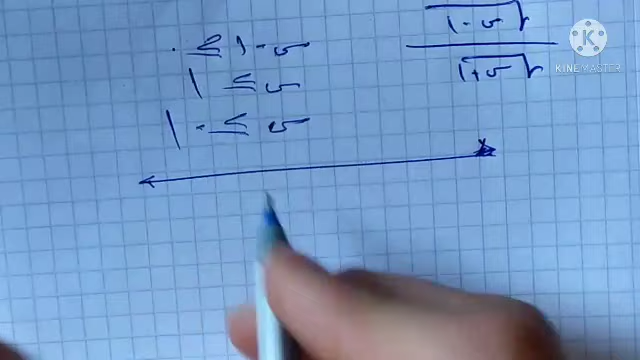 س - ١ ≥ ٠
س ≥ ١
س ≥ -١
√(س - ١)
√(س + ١)
K
KINEMASTER